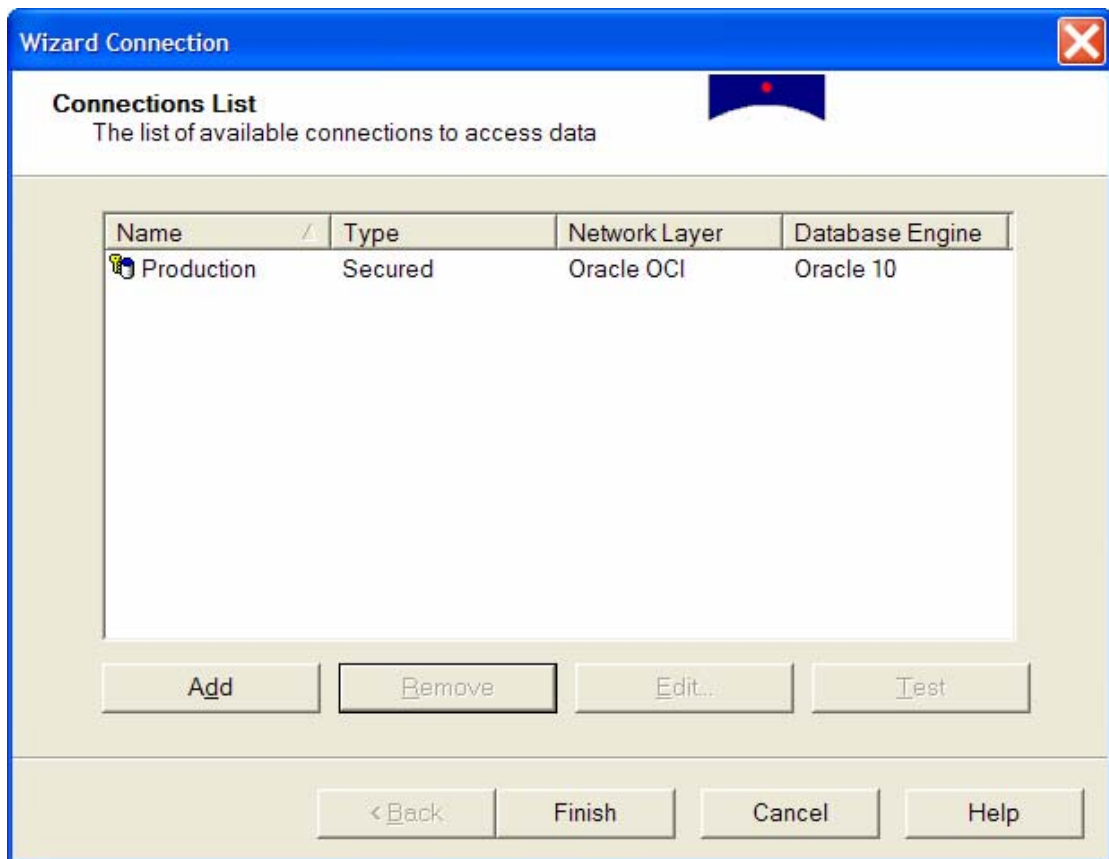 Wizard Connection
Connections List
The list of available connections to access data
Name Type Network Layer Database Engine
Production Secured Oracle OCI Oracle 10
Add Remove Edit... Test
< Back Finish Cancel Help